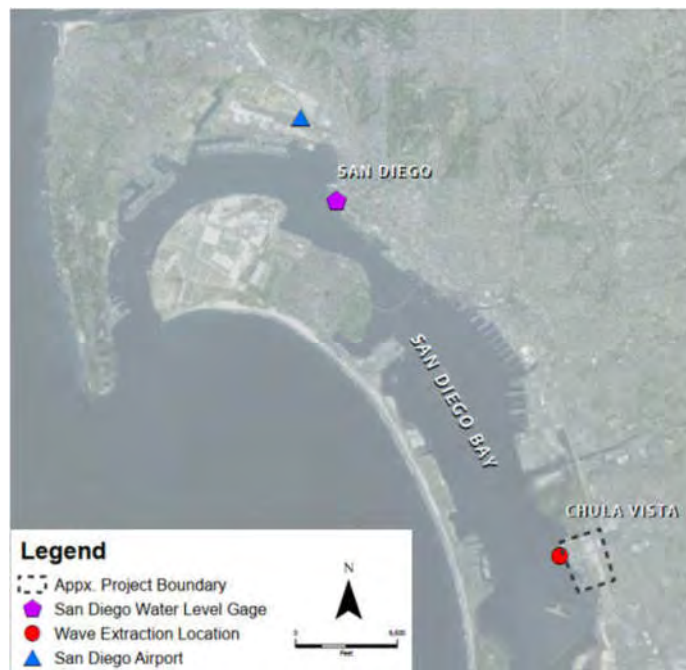 SAN DIEGO
SAN DIEGO BAY
CHULA VISTA
Legend
Appx. Project Boundary
San Diego Water Level Gage
Wave Extraction Location
San Diego Airport
N
0
Feet